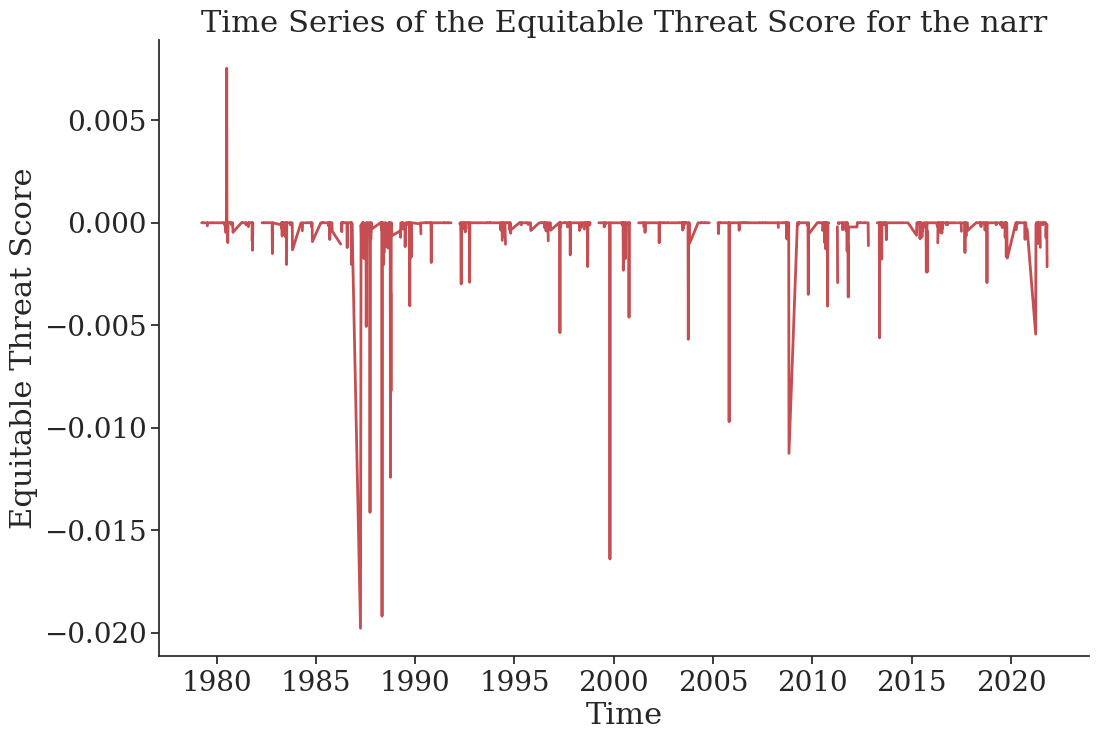 Time Series of the Equitable Threat Score for the narr
Equitable Threat Score
0.005
0.000
−0.005
−0.010
−0.015
−0.020
1980 1985 1990 1995 2000 2005 2010 2015 2020
Time